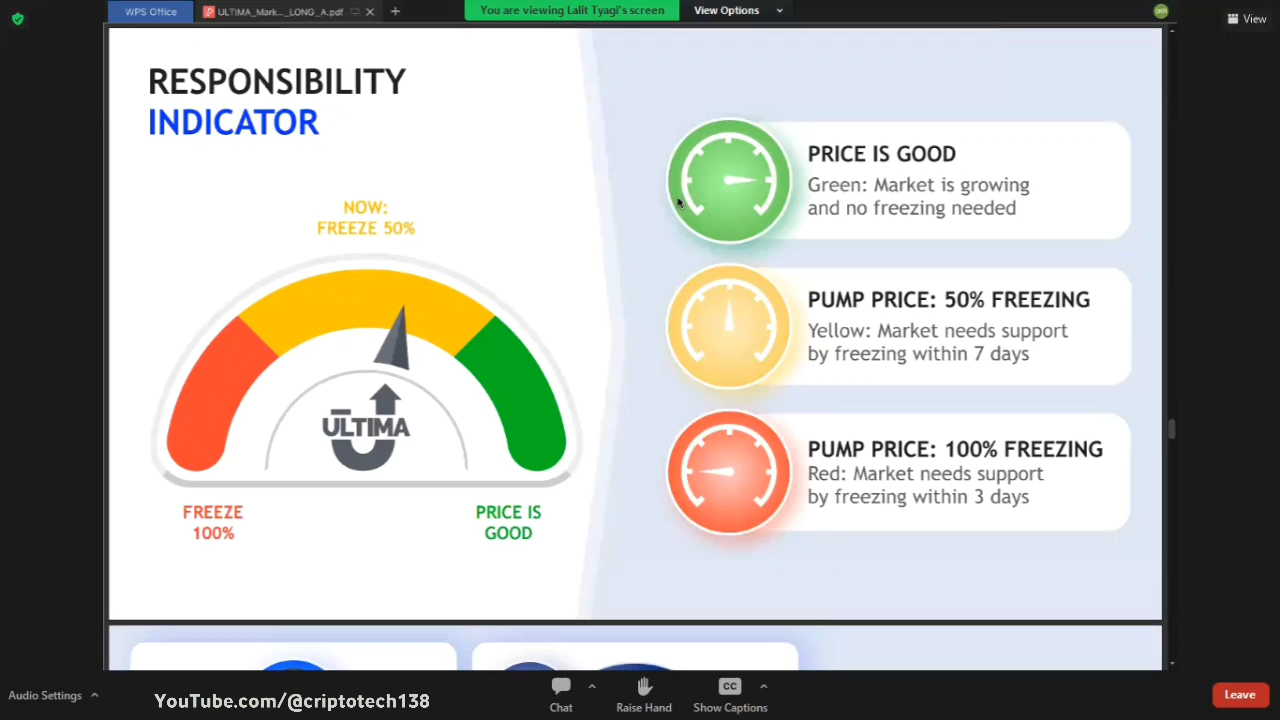 WPS Office
ULTIMA_Mark..._LONG_A.pdf
You are viewing Lalit Tyagi's screen
View Options
om
View
RESPONSIBILITY
INDICATOR
NOW:
FREEZE 50%
ULTIMA
FREEZE
100%
PRICE IS
GOOD
PRICE IS GOOD
Green: Market is growing
and no freezing needed
PUMP PRICE: 50% FREEZING
Yellow: Market needs support
by freezing within 7 days
PUMP PRICE: 100% FREEZING
Red: Market needs support
by freezing within 3 days
Audio Settings
YouTube.com/@criptotech138
Chat
Raise Hand
CC
Show Captions
Leave